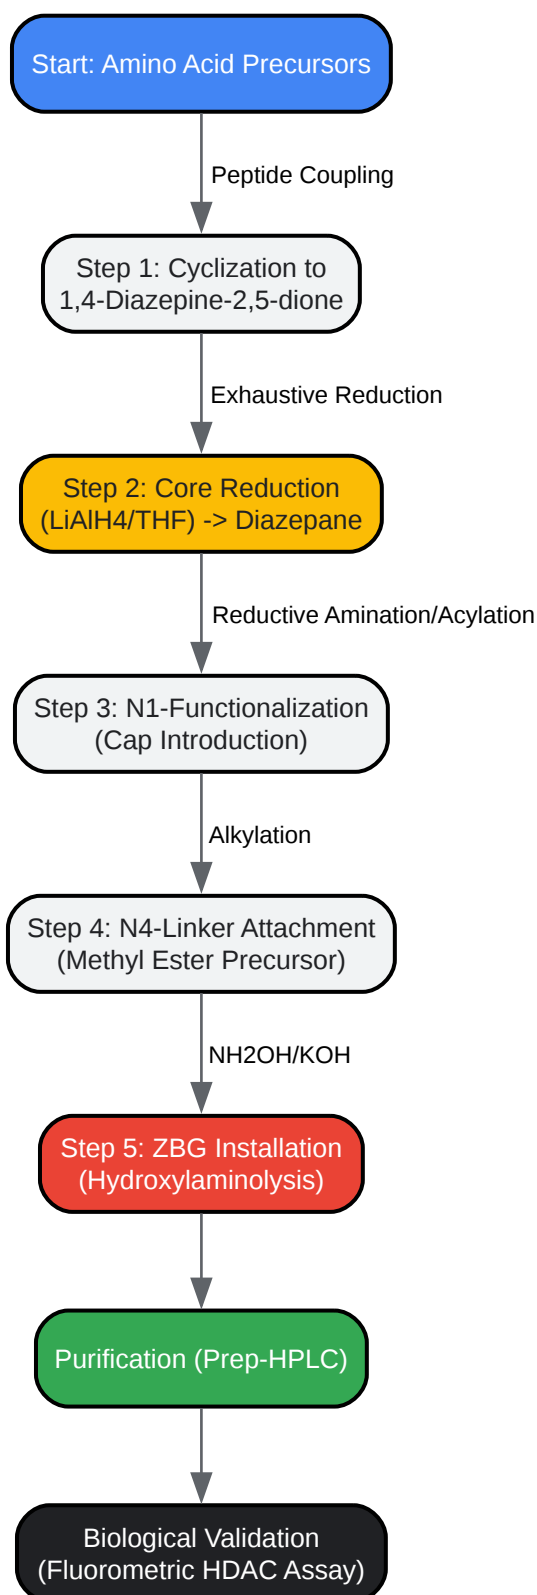 Start: Amino Acid Precursors
Peptide Coupling
Step 1: Cyclization to
1,4-Diazepine-2,5-dione
Exhaustive Reduction
Step 2: Core Reduction
(LiAlH4/THF) -> Diazepane
Reductive Amination/Acylation
Step 3: N1-Functionalization
(Cap Introduction)
Alkylation
Step 4: N4-Linker Attachment
(Methyl Ester Precursor)
NH2OH/KOH
Step 5: ZBG Installation
(Hydroxylaminolysis)
Purification (Prep-HPLC)
Biological Validation
(Fluorometric HDAC Assay)